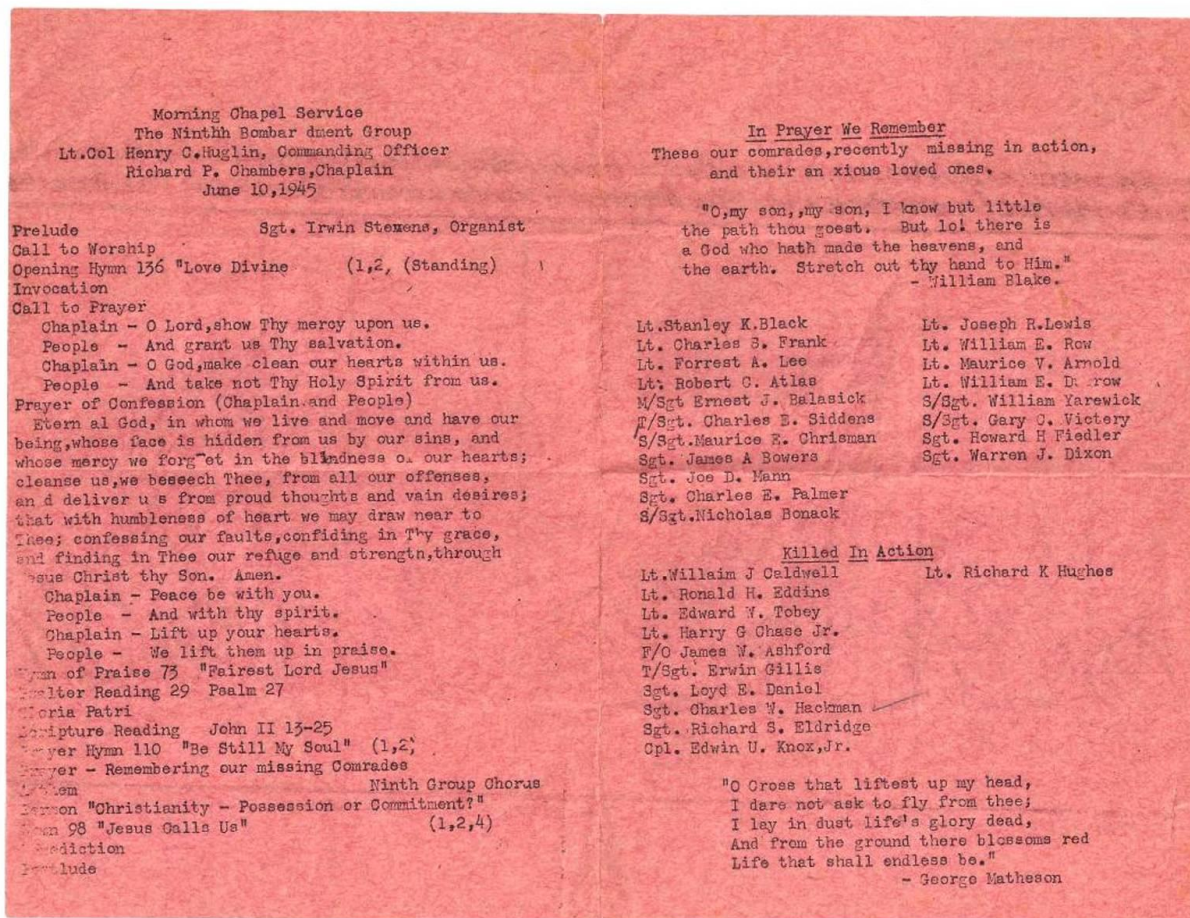 Morning Chapel Service
The Ninthh Bombar dment Group
Lt.Col Henry C.Huglin, Commanding Officer
Richard P. Chambers,Chaplain
June 10,1945
Prelude Sgt. Irwin Stevens, Organist
Call to Worship
Opening Hymn 136 "Love Divine (1,2, (Standing)
Invocation
Call to Prayer
Chaplain - O Lord,show Thy mercy upon us.
People - And grant us Thy salvation.
Chaplain - O God,make clean our hearts within us.
People - And take not Thy Holy Spirit from us.
Prayer of Confession (Chaplain and People)
Etern al God, in whom we live and move and have our
being,whose face is hidden from us by our sins, and
whose mercy we forget in the blindness of our hearts;
cleanse us,we beseech Thee, from all our offenses,
an d deliver u s from proud thoughts and vain desires;
that with humbleness of heart we may draw near to
Thee; confessing our faults,confiding in Thy grace,
and finding in Thee our refuge and strength,through
Jesus Christ thy Son. Amen.
Chaplain - Peace be with you.
People - And with thy spirit.
Chaplain - Lift up your hearts.
People - We lift them up in praise.
Hymn of Praise 73 "Fairest Lord Jesus"
Psalter Reading 29 Psalm 27
Gloria Patri
Scripture Reading John II 13-25
Prayer Hymn 110 "Be Still My Soul" (1,2,
Prayer - Remembering our missing Comrades
Anthem Ninth Group Chorus
Sermon "Christianity - Possession or Commitment?"
Hymn 98 "Jesus Calls Us" (1,2,4)
Benediction
Postlude
In Prayer We Remember
These our comrades,recently missing in action,
and their an xious loved ones.
"O,my son,,my son, I know but little
the path thou goest. But lo! there is
a God who hath made the heavens, and
the earth. Stretch out thy hand to Him."
- William Blake.
Lt.Stanley K.Black Lt. Joseph R.Lewis
Lt. Charles S. Frank Lt. William E. Row
Lt. Forrest A. Lee Lt. Maurice V. Arnold
Lt. Robert C. Atlas Lt. William E.
M/Sgt Ernest J. Balasick S/Sgt. William Yarewick
T/Sgt. Charles E. Siddens S/Sgt. Gary C. Victery
S/Sgt.Maurice E. Chrisman Sgt. Howard H Fiedler
Sgt. James A Bowers Sgt. Warren J. Dixon
Sgt. Joe D. Mann
Sgt. Charles E. Palmer
S/Sgt.Nicholas Bonack
Killed In Action
Lt.Willaim J Caldwell Lt. Richard K Hughes
Lt. Ronald H. Eddins
Lt. Edward W. Tobey
Lt. Harry G Chase Jr.
F/O James W. Ashford
T/Sgt. Erwin Gillis
Sgt. Loyd E. Daniel
Sgt. Charles W. Hackman
Sgt. Richard S. Eldridge
Cpl. Edwin U. Knox,Jr.
"O Cross that liftest up my head,
I dare not ask to fly from thee;
I lay in dust life's glory dead,
And from the ground there blossoms red
Life that shall endless be."
- George Matheson